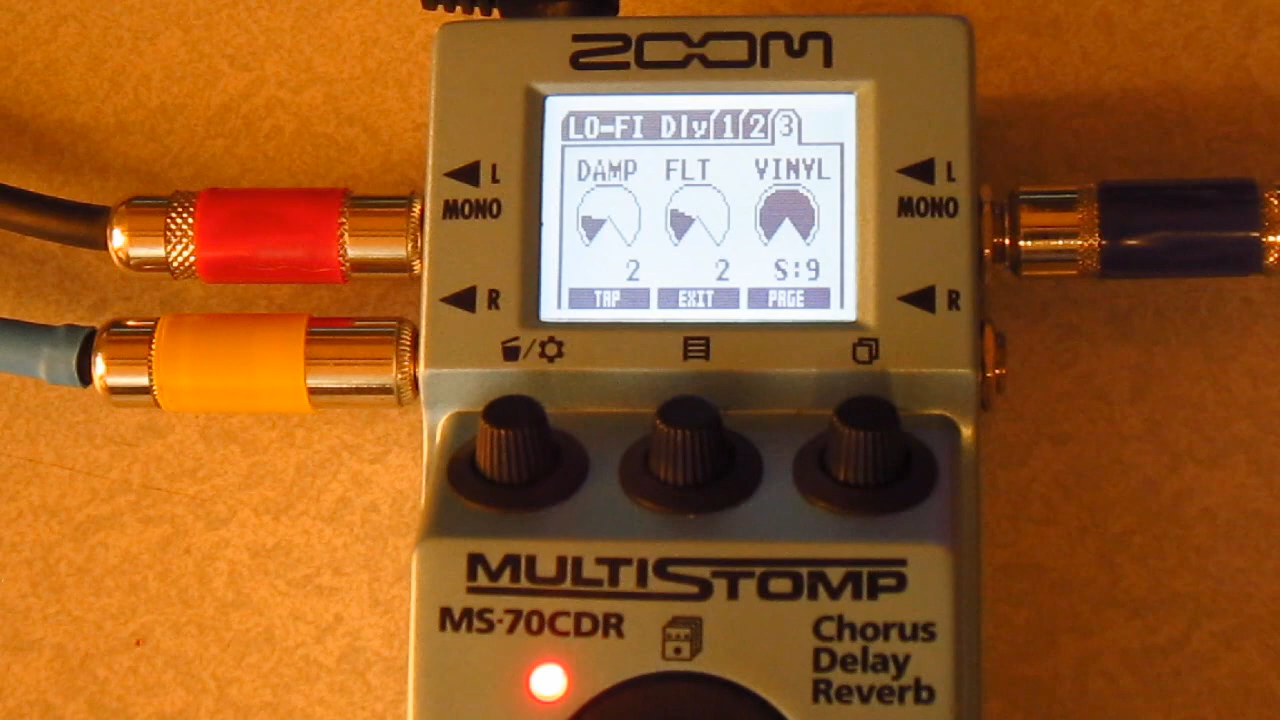 ZOOM
LO-FI Dly 1 2 3
DAMP FLT VINYL
2 2 S:9
TAP EXIT PAGE
L
MONO
R
L
MONO
R
MULTISTOMP
MS-70CDR
Chorus
Delay
Reverb